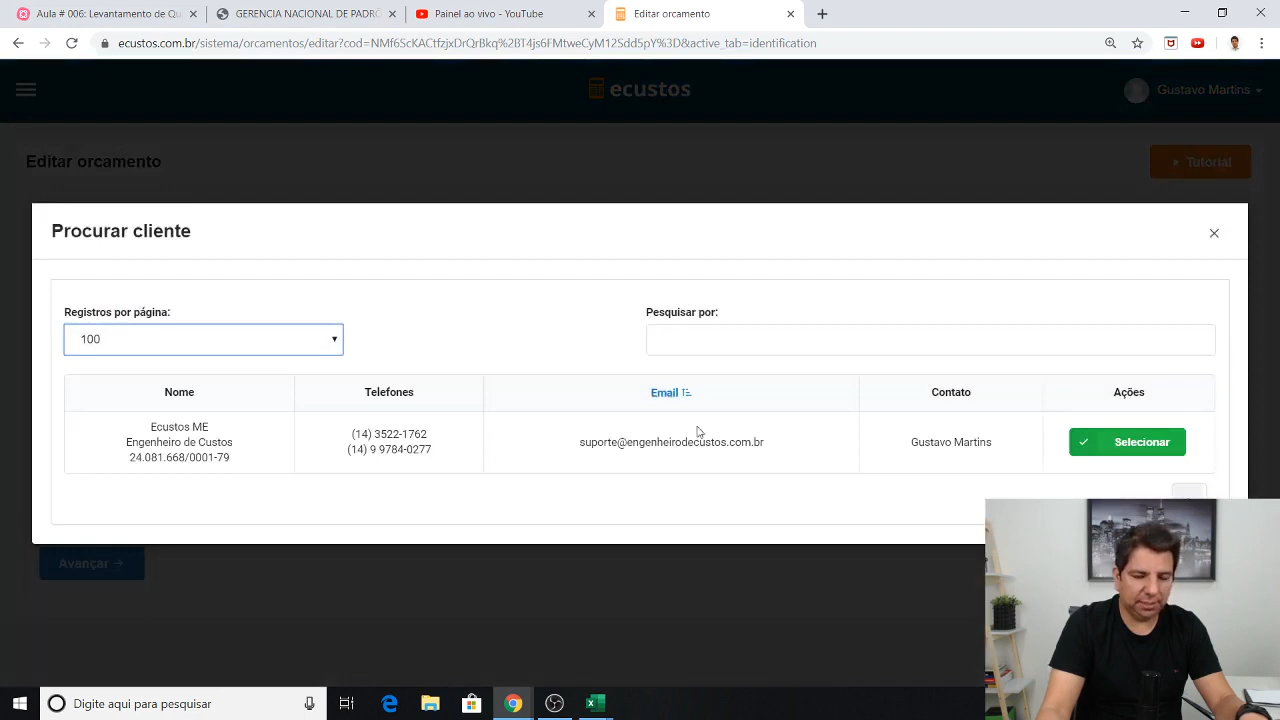 Aula # 006: Levantamento de Qu
GERENCIA NACIONAL DE PADRÕ
Painel ao vivo - YouTube
Editar orcamento
ecustos.com.br/sistema/orcamentos/editar?cod=NMf6ScKACtfzjxDrQrBlok2xS2BT4js6FMtweCyM12Sdd5pY%3D&active_tab=identification
ecustos
Gustavo Martins
Editar orcamento
Tutorial
Procurar cliente
Registros por página:
Pesquisar por:
100
Nome
Telefones
Email
Contato
Ações
Ecustos ME
Engenheiro de Custos
24.081.668/0001-79
(14) 3522-1762
(14) 9 9784-0277
suporte@engenheirodecustos.com.br
Gustavo Martins
Selecionar
Avançar
Digite aqui para pesquisar